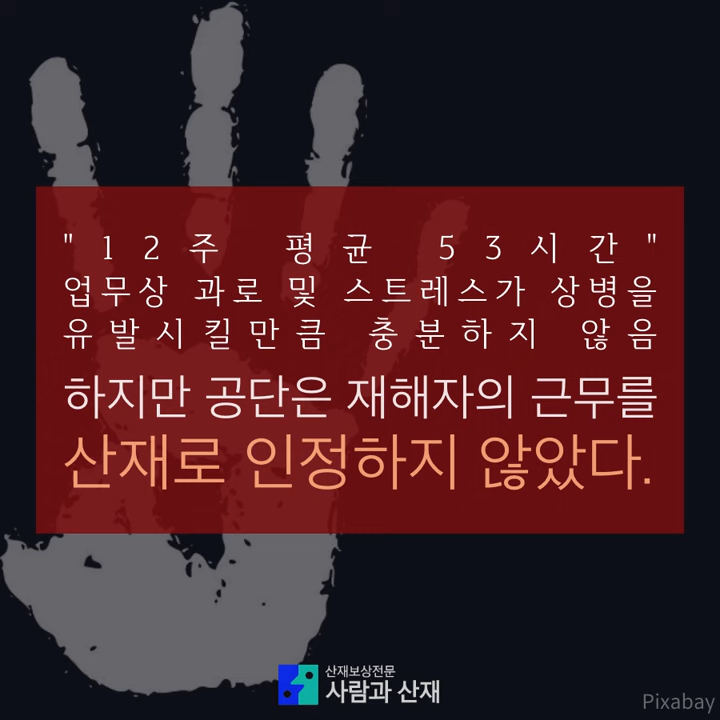 "12주 평균 53시간"
업무상 과로 및 스트레스가 상병을
유발시킬만큼 충분하지 않음
하지만 공단은 재해자의 근무를
산재로 인정하지 않았다.
산재보상전문
사람과 산재
Pixabay